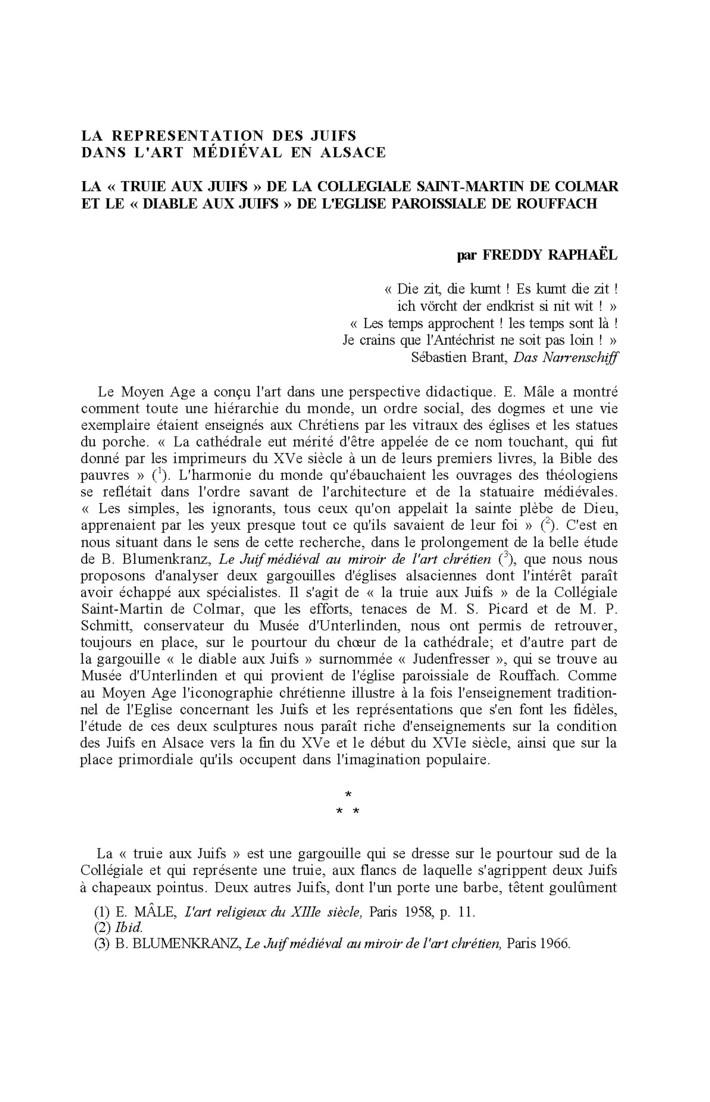 LA REPRESENTATION DES JUIFS
DANS L'ART MÉDIÉVAL EN ALSACE
LA « TRUIE AUX JUIFS » DE LA COLLEGIALE SAINT-MARTIN DE COLMAR
ET LE « DIABLE AUX JUIFS » DE L'EGLISE PAROISSIALE DE ROUFFACH
par FREDDY RAPHAËL
« Die zit, die kumt ! Es kumt die zit !
ich vörcht der endkrist si nit wit ! »
« Les temps approchent ! les temps sont là !
Je crains que l'Antéchrist ne soit pas loin ! »
Sébastien Brant, Das Narrenschiff
Le Moyen Age a conçu l'art dans une perspective didactique. E. Mâle a montré
comment toute une hiérarchie du monde, un ordre social, des dogmes et une vie
exemplaire étaient enseignés aux Chrétiens par les vitraux des églises et les statues
du porche. « La cathédrale eut mérité d'être appelée de ce nom touchant, qui fut
donné par les imprimeurs du XVe siècle à un de leurs premiers livres, la Bible des
pauvres » (1). L'harmonie du monde qu'ébauchaient les ouvrages des théologiens
se reflétait dans l'ordre savant de l'architecture et de la statuaire médiévales.
« Les simples, les ignorants, tous ceux qu'on appelait la sainte plèbe de Dieu,
apprenaient par les yeux presque tout ce qu'ils savaient de leur foi » (2). C'est en
nous situant dans le sens de cette recherche, dans le prolongement de la belle étude
de B. Blumenkranz, Le Juif médiéval au miroir de l'art chrétien (3), que nous nous
proposons d'analyser deux gargouilles d'églises alsaciennes dont l'intérêt paraît
avoir échappé aux spécialistes. Il s'agit de « la truie aux Juifs » de la Collégiale
Saint-Martin de Colmar, que les efforts, tenaces de M. S. Picard et de M. P.
Schmitt, conservateur du Musée d'Unterlinden, nous ont permis de retrouver,
toujours en place, sur le pourtour du chœur de la cathédrale; et d'autre part de
la gargouille « le diable aux Juifs » surnommée « Judenfresser », qui se trouve au
Musée d'Unterlinden et qui provient de l'église paroissiale de Rouffach. Comme
au Moyen Age l'iconographie chrétienne illustre à la fois l'enseignement tradition-
nel de l'Eglise concernant les Juifs et les représentations que s'en font les fidèles,
l'étude de ces deux sculptures nous paraît riche d'enseignements sur la condition
des Juifs en Alsace vers la fin du XVe et le début du XVIe siècle, ainsi que sur la
place primordiale qu'ils occupent dans l'imagination populaire.
*
* *
La « truie aux Juifs » est une gargouille qui se dresse sur le pourtour sud de la
Collégiale et qui représente une truie, aux flancs de laquelle s'agrippent deux Juifs
à chapeaux pointus. Deux autres Juifs, dont l'un porte une barbe, têtent goulûment
(1) E. MÂLE, L'art religieux du XIIIe siècle, Paris 1958, p. 11.
(2) Ibid.
(3) B. BLUMENKRANZ, Le Juif médiéval au miroir de l'art chrétien, Paris 1966.